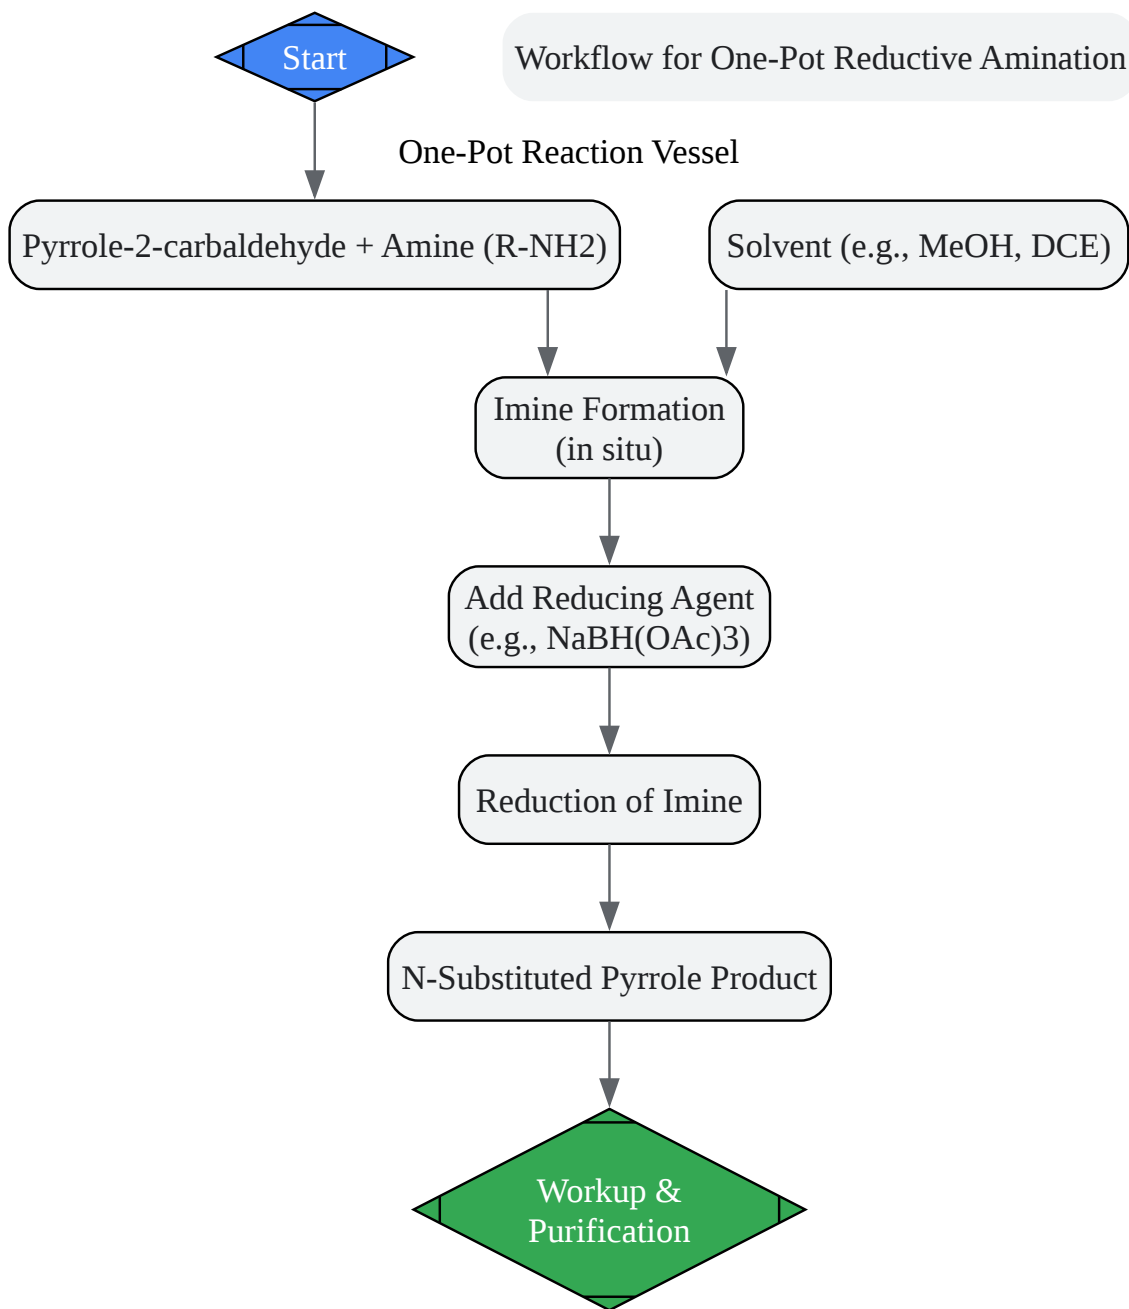 Start
Workflow for One-Pot Reductive Amination
One-Pot Reaction Vessel
Pyrrole-2-carbaldehyde + Amine (R-NH2)
Solvent (e.g., MeOH, DCE)
Imine Formation
(in situ)
Add Reducing Agent
(e.g., NaBH(OAc)3)
Reduction of Imine
N-Substituted Pyrrole Product
Workup &
Purification